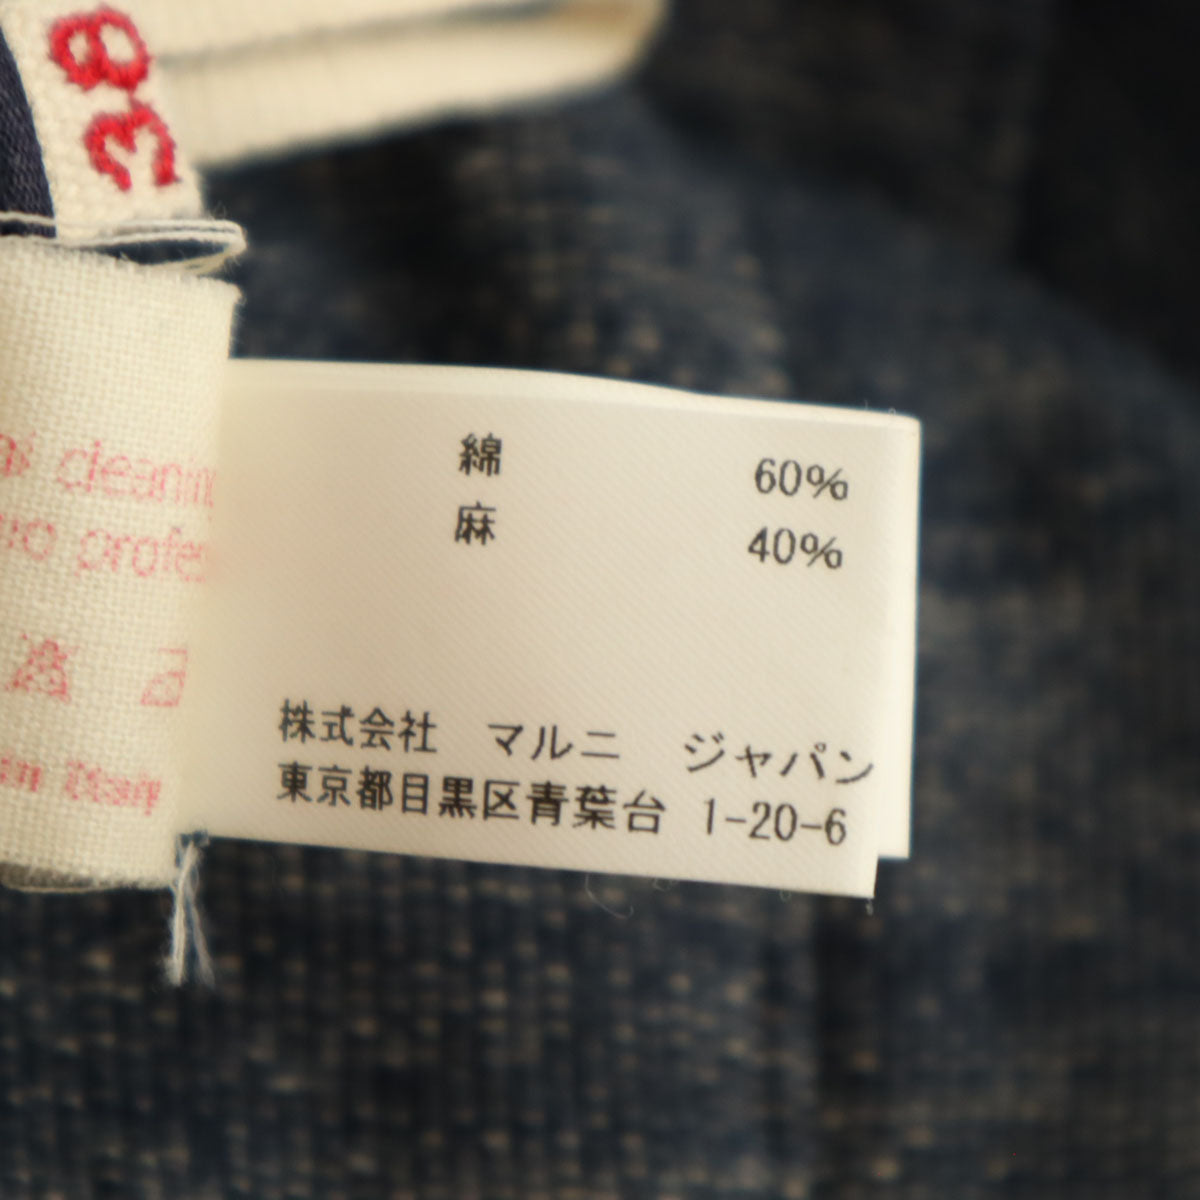 38
cleaning
綿 60%
麻 40%
株式会社 マルニ ジャパン
東京都目黒区青葉台 1-20-6